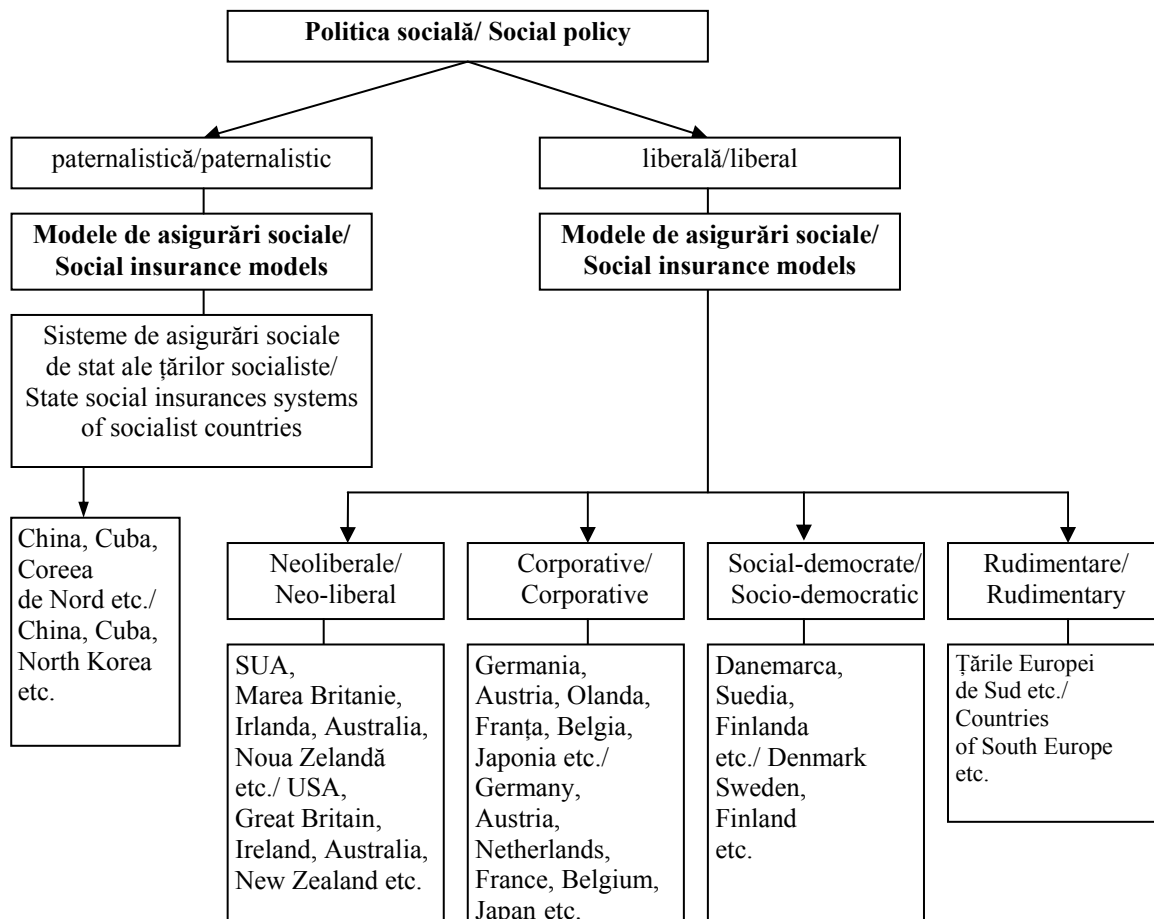 Politica socială/ Social policy
paternalistică/paternalistic
liberală/liberal
Modele de asigurări sociale/
Social insurance models
Modele de asigurări sociale/
Social insurance models
Sisteme de asigurări sociale
de stat ale țărilor socialiste/
State social insurances systems
of socialist countries
China, Cuba,
Coreea
de Nord etc./
China, Cuba,
North Korea
etc.
Neoliberale/
Neo-liberal
Corporative/
Corporative
Social-democrate/
Socio-democratic
Rudimentare/
Rudimentary
SUA,
Marea Britanie,
Irlanda, Australia,
Noua Zelandă
etc./ USA,
Great Britain,
Ireland, Australia,
New Zealand etc.
Germania,
Austria, Olanda,
Franța, Belgia,
Japonia etc./
Germany,
Austria,
Netherlands,
France, Belgium,
Japan etc.
Danemarca,
Suedia,
Finlanda
etc./ Denmark
Sweden,
Finland
etc.
Țările Europei
de Sud etc./
Countries
of South Europe
etc.